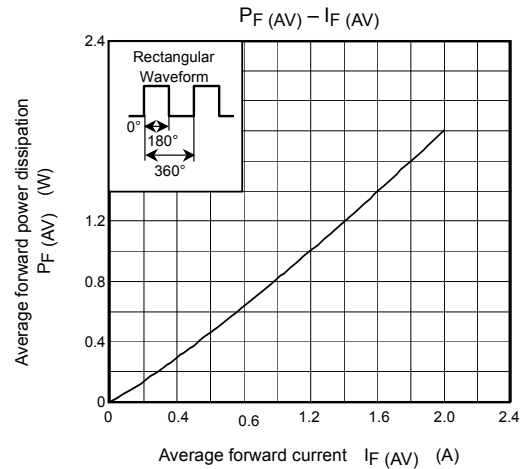 PF (AV) – IF (AV)
2.4
Rectangular
Waveform
0°
180°
360°
Average forward power dissipation
PF (AV) (W)
1.2
0.8
0.4
0
0 0.4 0.6 1.2 1.6 2.0 2.4
Average forward current IF (AV) (A)